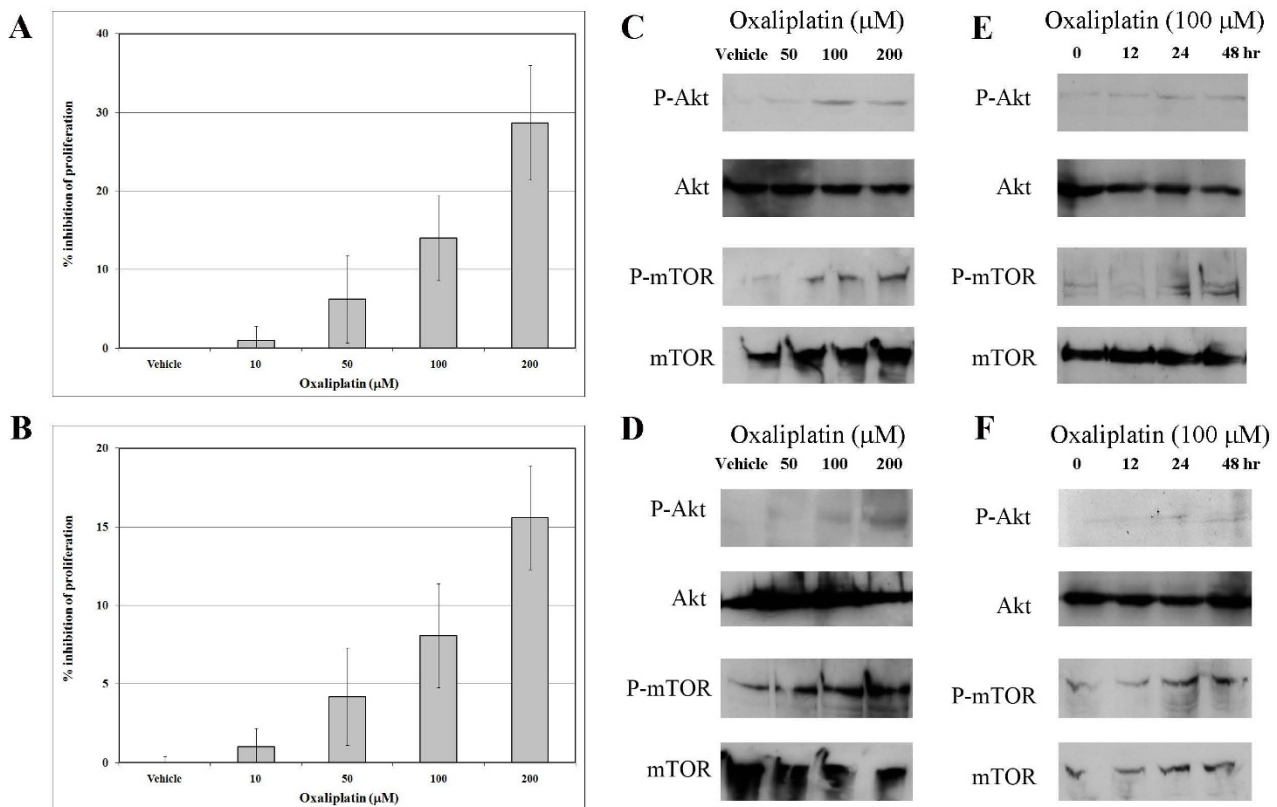 A
40
30
20
10
0
% inhibition of proliferation
Vehicle 10 50 100 200
Oxaliplatin (µM)
B
20
15
10
5
0
% inhibition of proliferation
Vehicle 10 50 100 200
Oxaliplatin (µM)
C
Oxaliplatin (µM)
Vehicle 50 100 200
P-Akt
Akt
P-mTOR
mTOR
D
Oxaliplatin (µM)
Vehicle 50 100 200
P-Akt
Akt
P-mTOR
mTOR
E
Oxaliplatin (100 µM)
0 12 24 48 hr
P-Akt
Akt
P-mTOR
mTOR
F
Oxaliplatin (100 µM)
0 12 24 48 hr
P-Akt
Akt
P-mTOR
mTOR